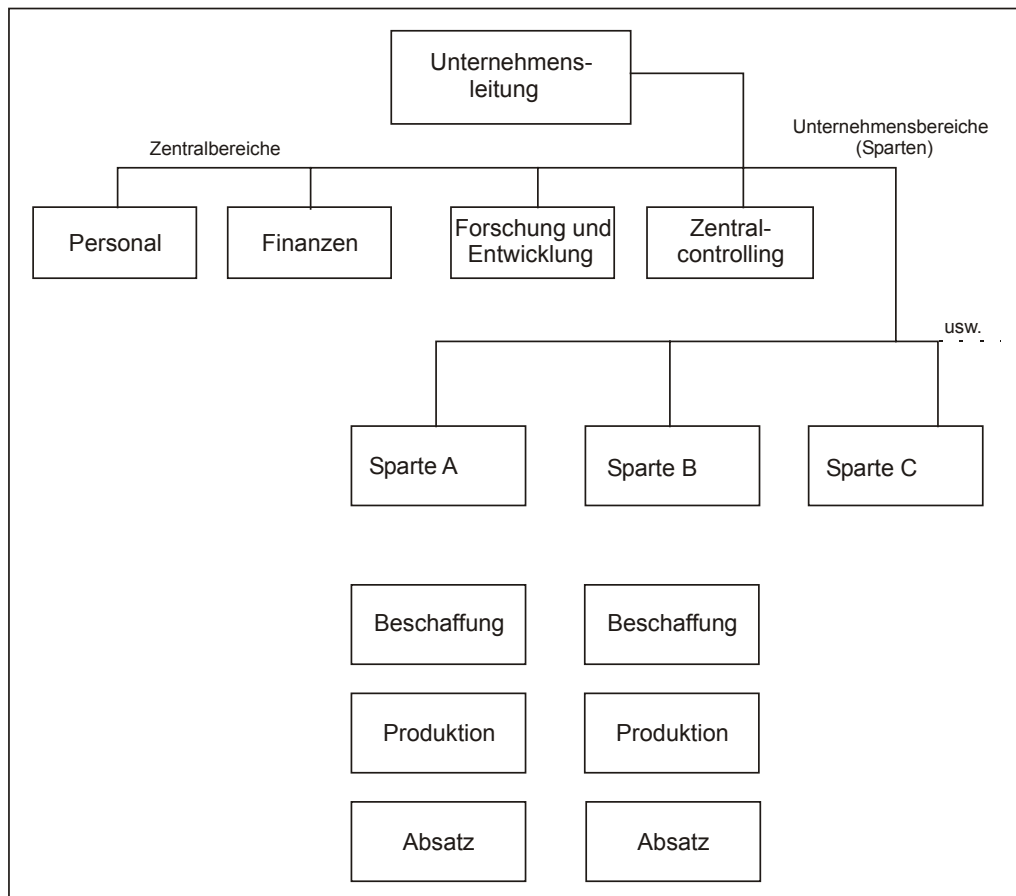 Unternehmens-
leitung
Unternehmensbereiche
(Sparten)
Zentralbereiche
Personal
Finanzen
Forschung und
Entwicklung
Zentral-
controlling
usw.
Sparte A
Sparte B
Sparte C
Beschaffung
Beschaffung
Produktion
Produktion
Absatz
Absatz